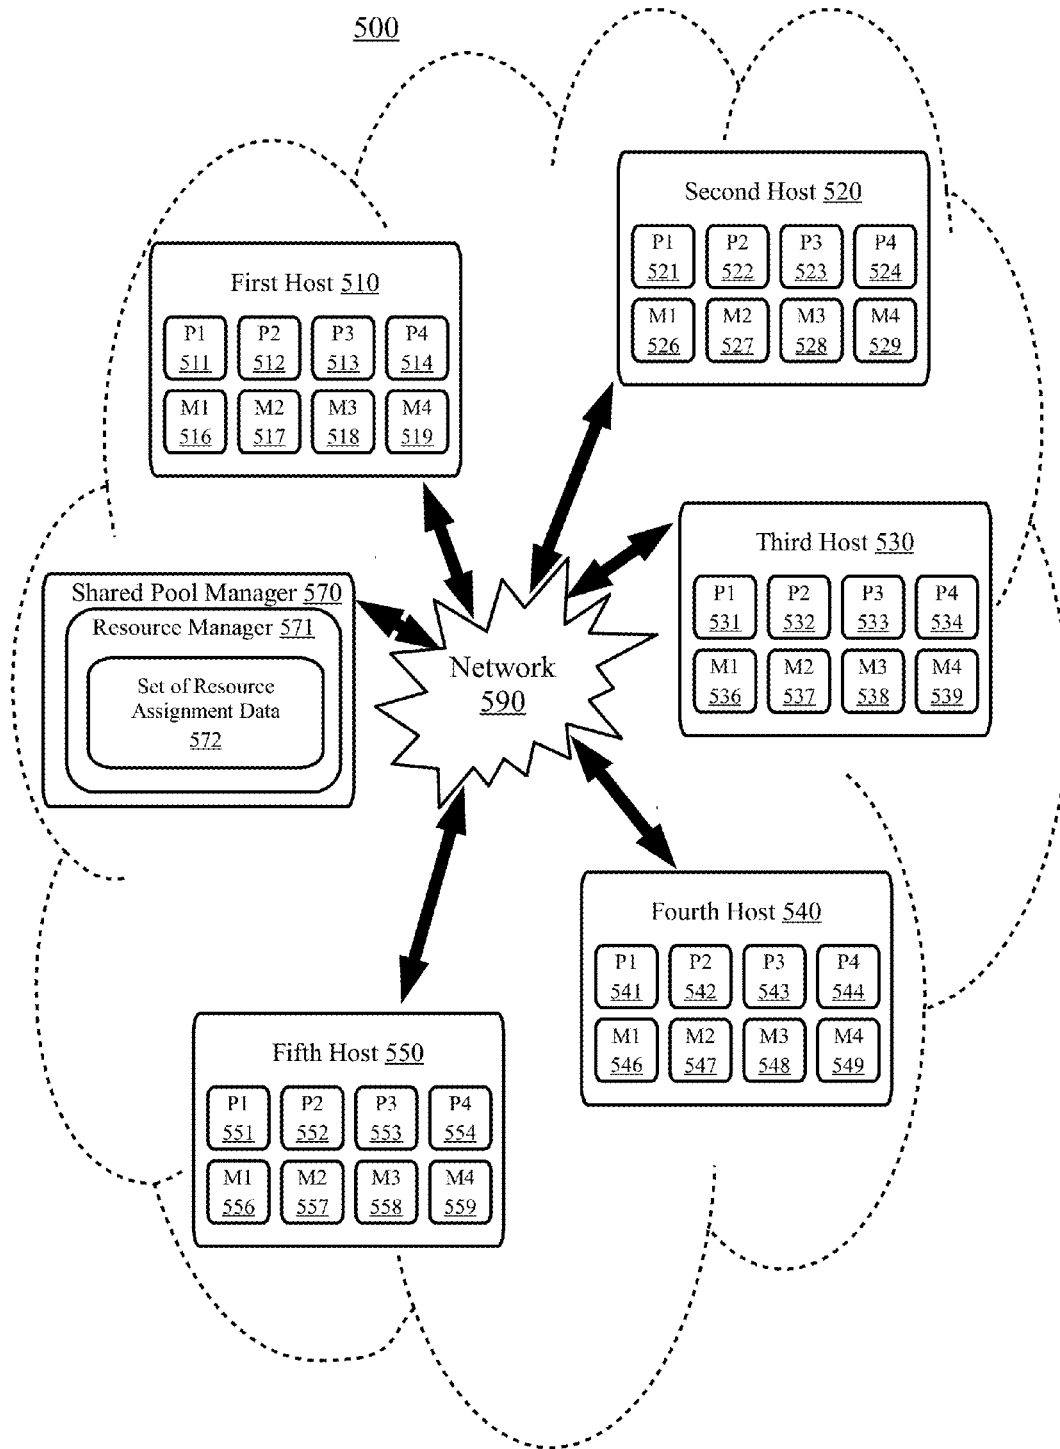 500
Second Host 520
P1 P2 P3 P4
521 522 523 524
M1 M2 M3 M4
526 527 528 529
First Host 510
P1 P2 P3 P4
511 512 513 514
M1 M2 M3 M4
516 517 518 519
Third Host 530
P1 P2 P3 P4
531 532 533 534
M1 M2 M3 M4
536 537 538 539
Shared Pool Manager 570
Resource Manager 571
Set of Resource
Assignment Data
572
Network
590
Fourth Host 540
P1 P2 P3 P4
541 542 543 544
M1 M2 M3 M4
546 547 548 549
Fifth Host 550
P1 P2 P3 P4
551 552 553 554
M1 M2 M3 M4
556 557 558 559